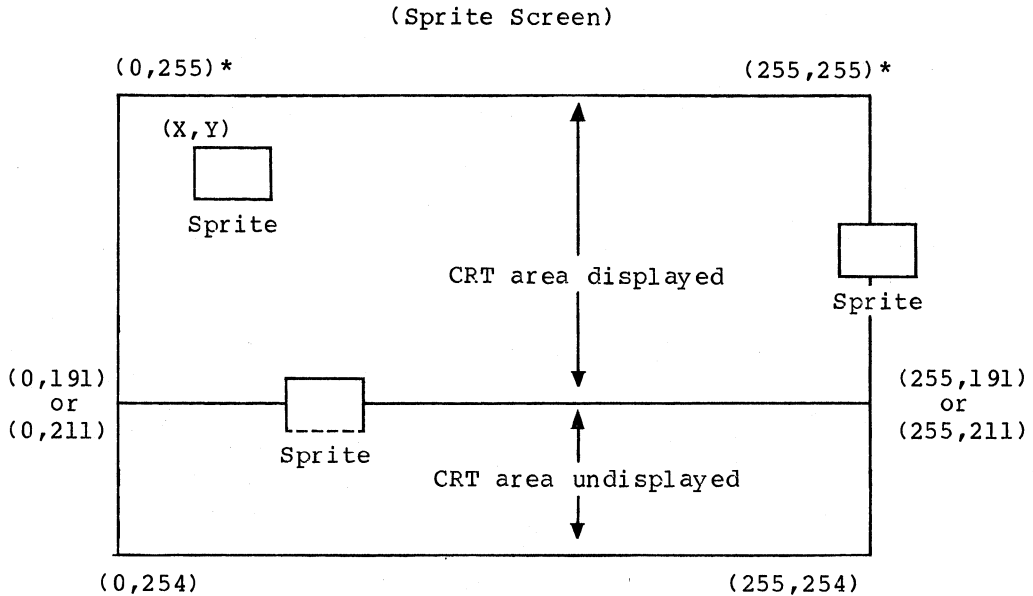 (Sprite Screen)
(0,255)*
(255,255)*
(X,Y)
Sprite
CRT area displayed
Sprite
(0,191)
or
(0,211)
(255,191)
or
(255,211)
Sprite
CRT area undisplayed
(0,254)
(255,254)